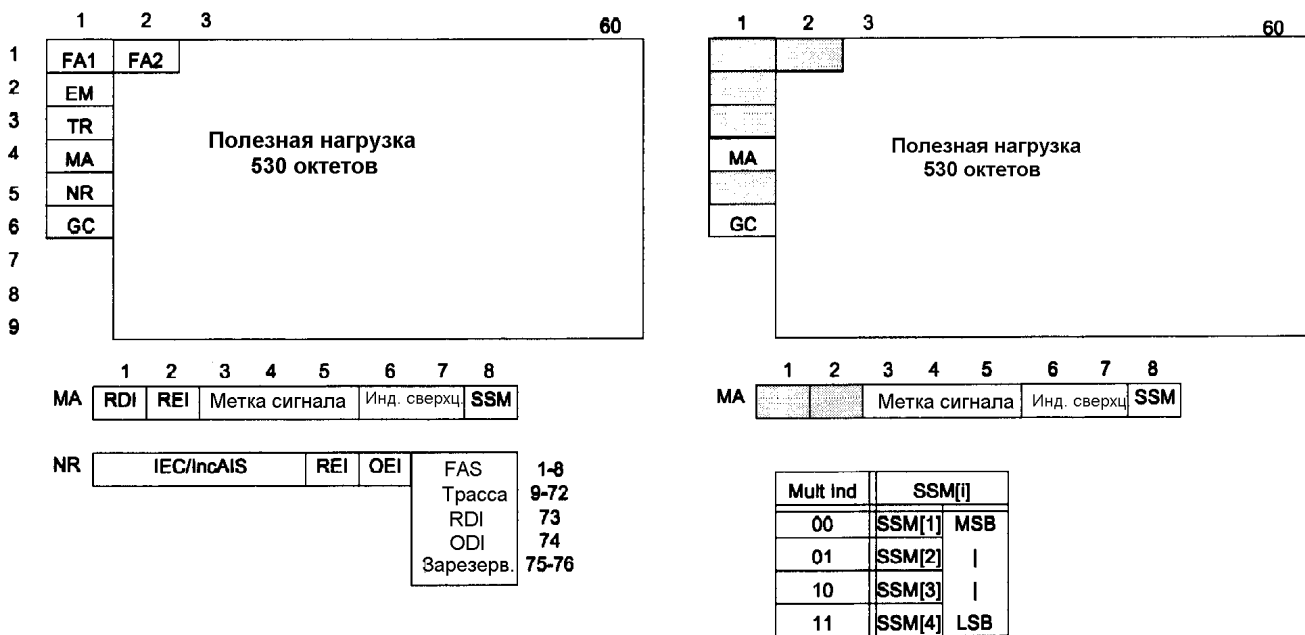 1 2 3 60
1 FA1 FA2
2 EM
3 TR
4 MA
5 NR
6 GC
7
8
9
Полезная нагрузка
530 октетов
1 2 3 4 5 6 7 8
MA RDI REI Метка сигнала Инд. сверхц. SSM
NR IEC/IncAIS REI OEI
FAS 1-8
Трасса 9-72
RDI 73
ODI 74
Зарезерв. 75-76
1 2 3 60
MA
GC
Полезная нагрузка
530 октетов
1 2 3 4 5 6 7 8
MA Метка сигнала Инд. сверхц SSM
Mult Ind SSM[i]
00 SSM[1] MSB
01 SSM[2] |
10 SSM[3] |
11 SSM[4] LSB